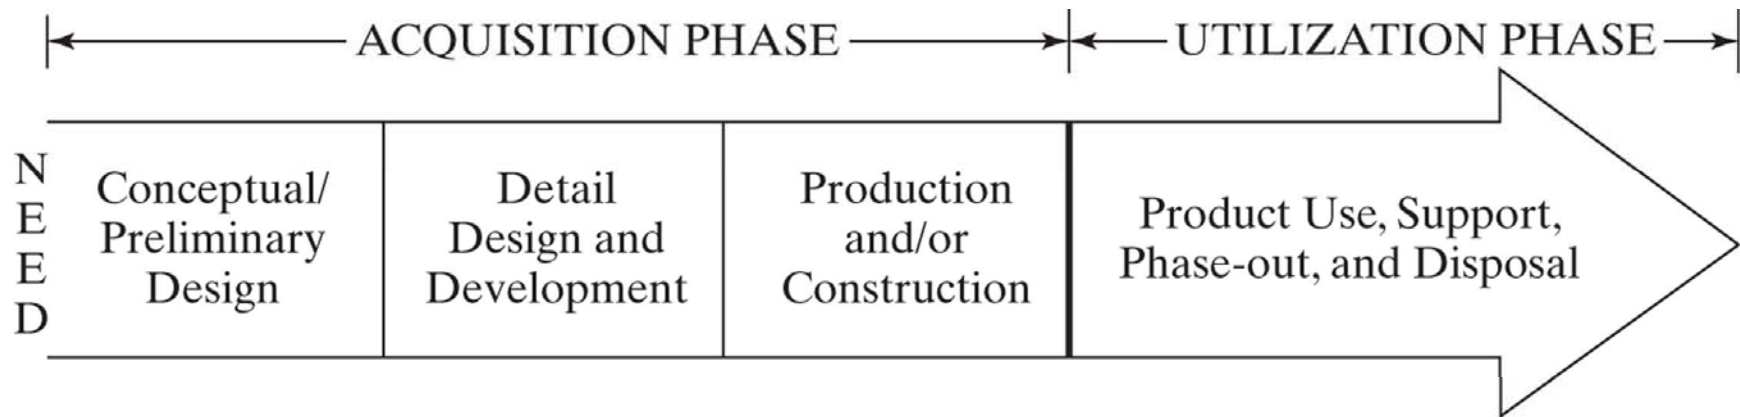 ACQUISITION PHASE
UTILIZATION PHASE
NEED
Conceptual/
Preliminary
Design
Detail
Design and
Development
Production
and/or
Construction
Product Use, Support,
Phase-out, and Disposal